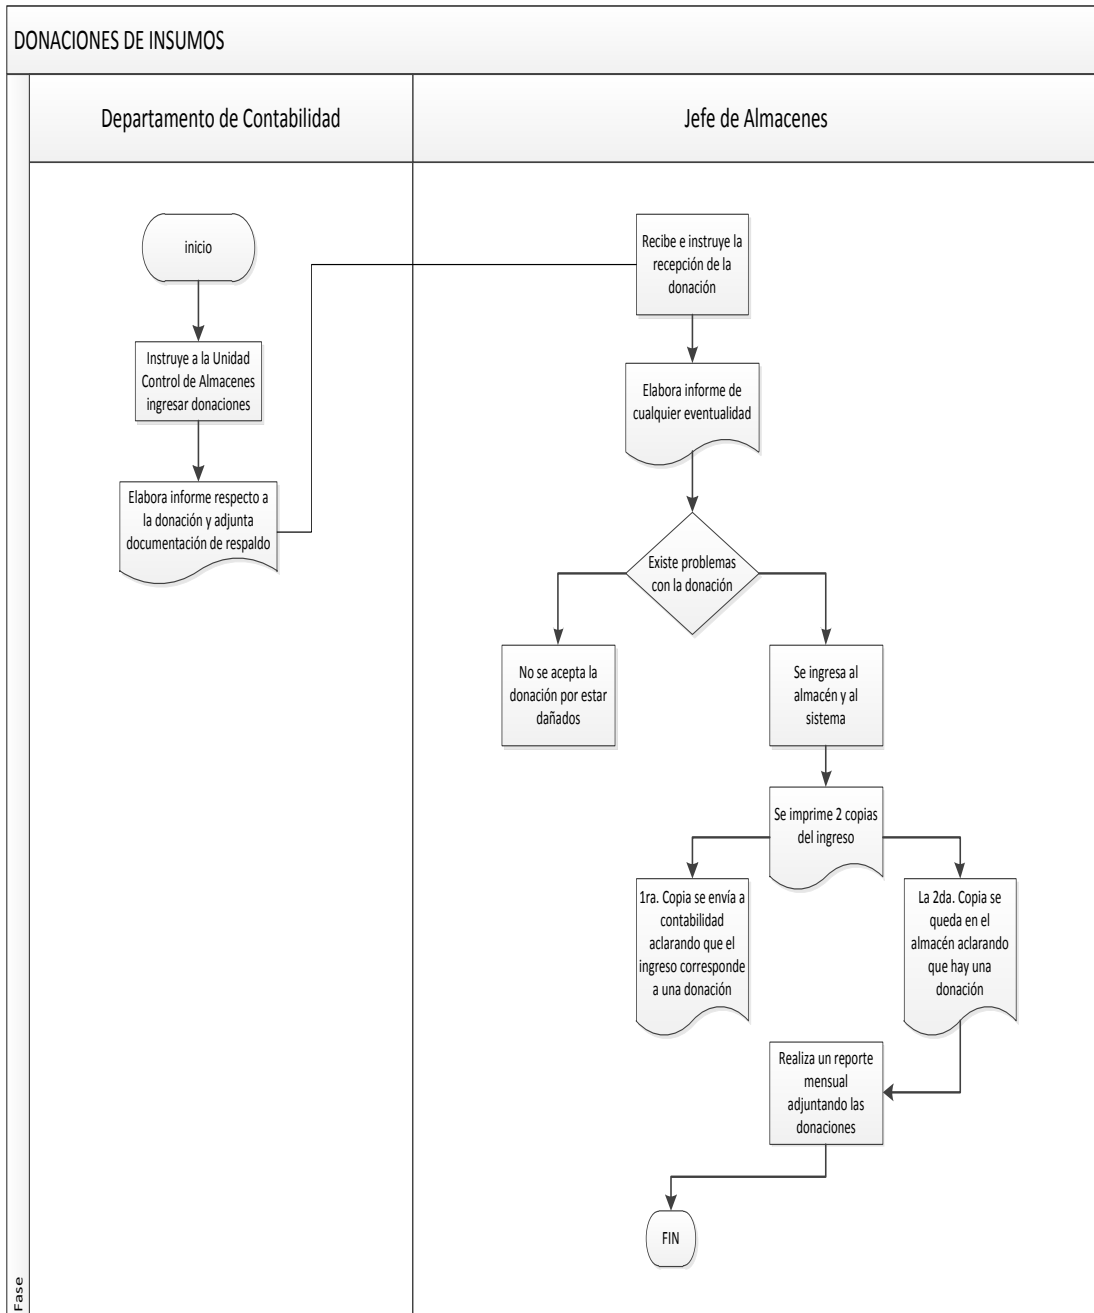 DONACIONES DE INSUMOS
Departamento de Contabilidad
Jefe de Almacenes
inicio
Instruye a la Unidad
Control de Almacenes
ingresar donaciones
Elabora informe respecto a
la donación y adjunta
documentación de respaldo
Recibe e instruye la
recepción de la
donación
Elabora informe de
cualquier eventualidad
Existe problemas
con la donación
No se acepta la
donación por estar
dañados
Se ingresa al
almacén y al
sistema
Se imprime 2 copias
del ingreso
1ra. Copia se envía a
contabilidad
aclarando que el
ingreso corresponde
a una donación
La 2da. Copia se
queda en el
almacén aclarando
que hay una
donación
Realiza un reporte
mensual
adjuntando las
donaciones
FIN
Fase